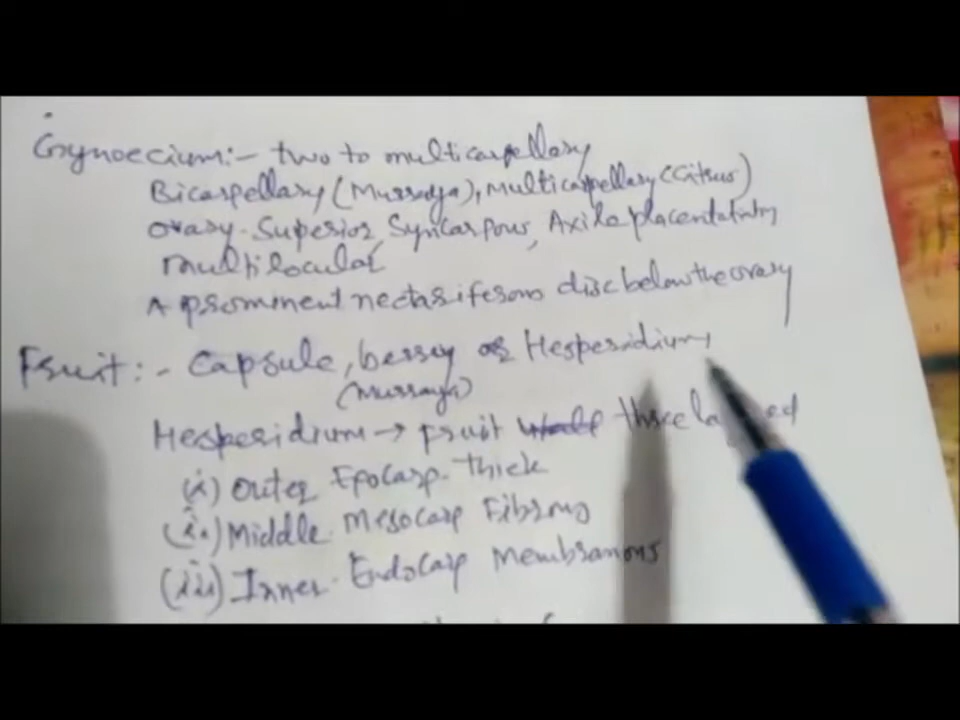 Gynoecium:- two to multicarpellary
Bicarpellary (Murraya), Multicarpellary (Citrus)
Ovary. Superior, Syncarpous, Axile placentation
Multilocular
A prominent nectariferous disc below the ovary
Fruit:- Capsule, berry or Hesperidium,
(Murraya)
Hesperidium → Fruit wall three
(i) Outer Epocarp. Thick
(ii) Middle. Mesocarp Fibrous
(iii) Inner. Endocarp Membranous